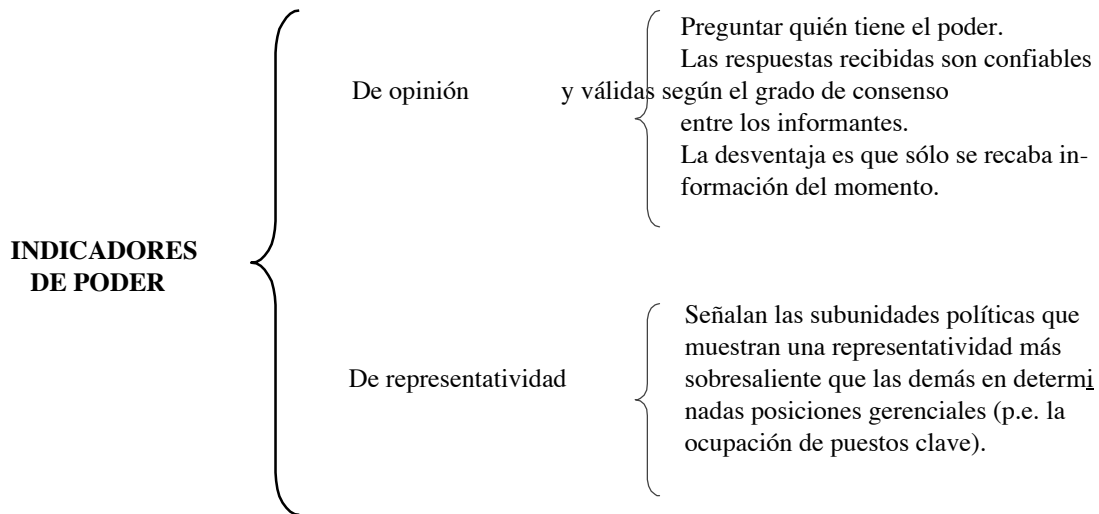 INDICADORES
DE PODER
De opinión
Preguntar quién tiene el poder.
Las respuestas recibidas son confiables
y válidas según el grado de consenso
entre los informantes.
La desventaja es que sólo se recaba in-
formación del momento.
De representatividad
Señalan las subunidades políticas que
muestran una representatividad más
sobresaliente que las demás en determi
nadas posiciones gerenciales (p.e. la
ocupación de puestos clave).